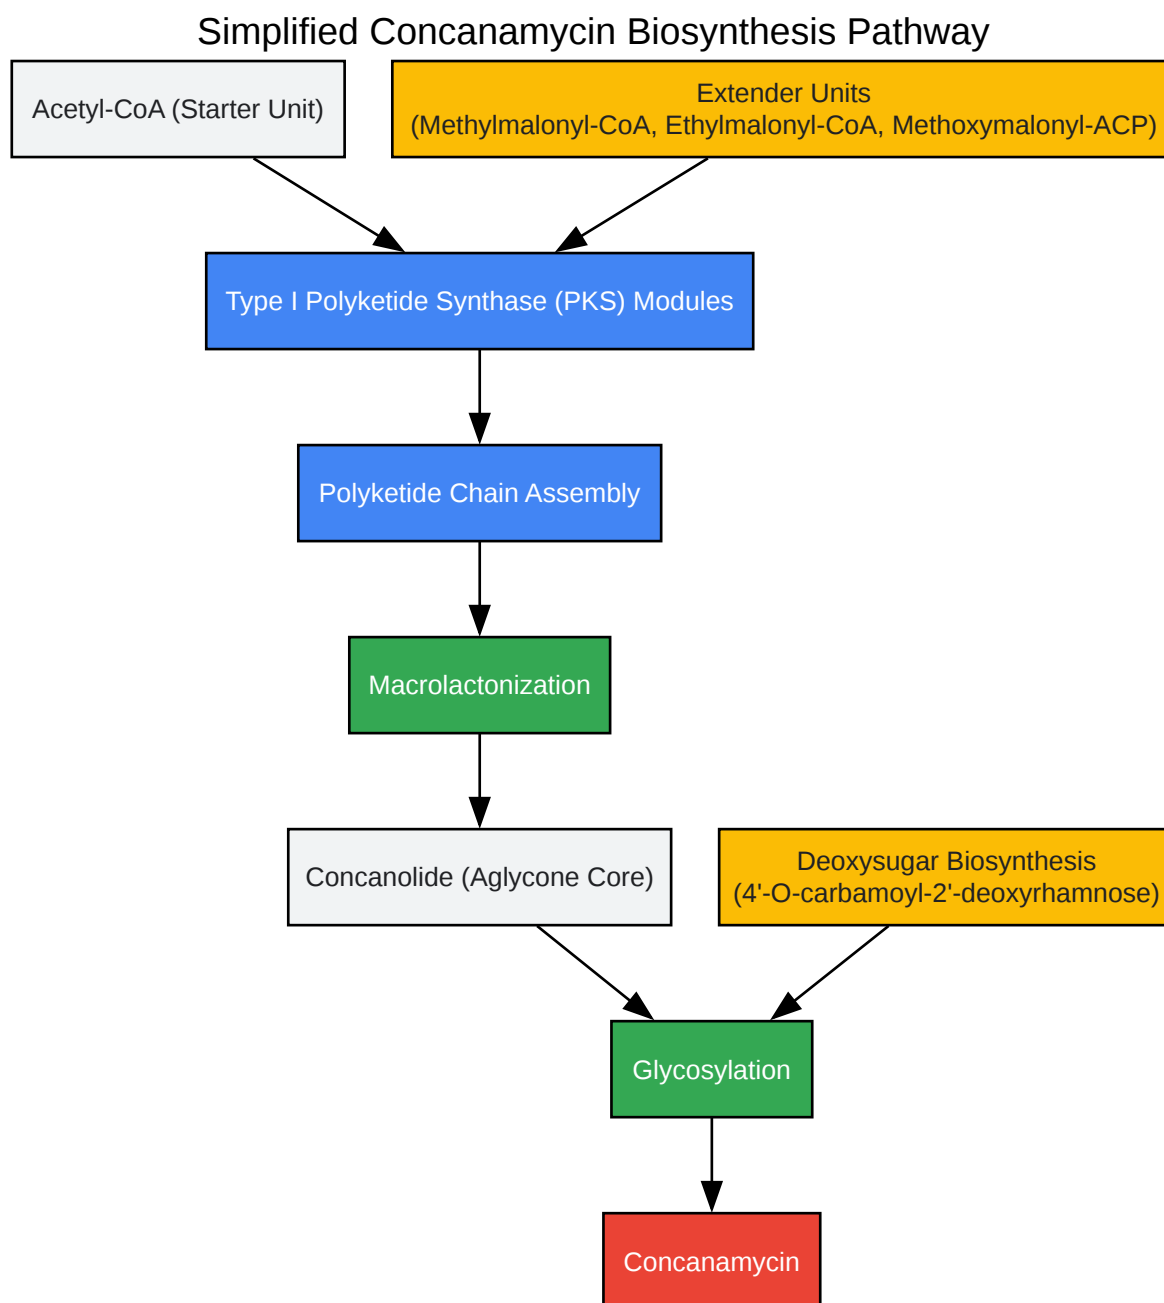 Simplified Concanamycin Biosynthesis Pathway
Acetyl-CoA (Starter Unit)
Extender Units
(Methylmalonyl-CoA, Ethylmalonyl-CoA, Methoxymalonyl-ACP)
Type I Polyketide Synthase (PKS) Modules
Polyketide Chain Assembly
Macrolactonization
Concanolide (Aglycone Core)
Deoxysugar Biosynthesis
(4'-O-carbamoyl-2'-deoxyrhamnose)
Glycosylation
Concanamycin